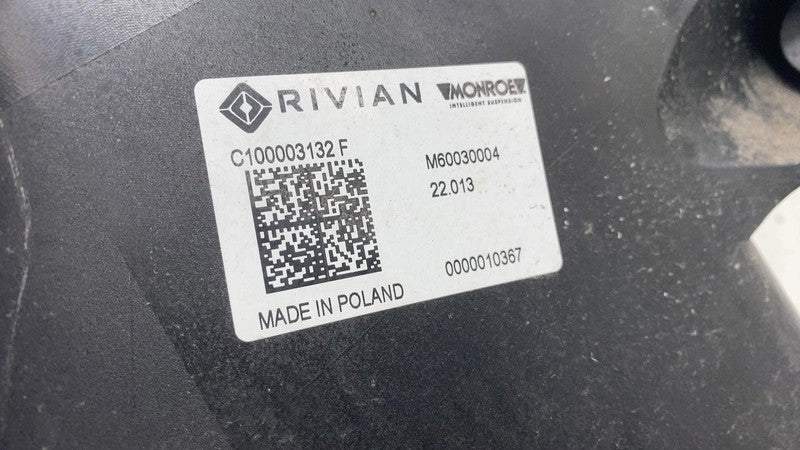 RIVIAN MONROE
INTELLIGENT SUSPENSION
C100003132 F M60030004
22.013
0000010367
MADE IN POLAND